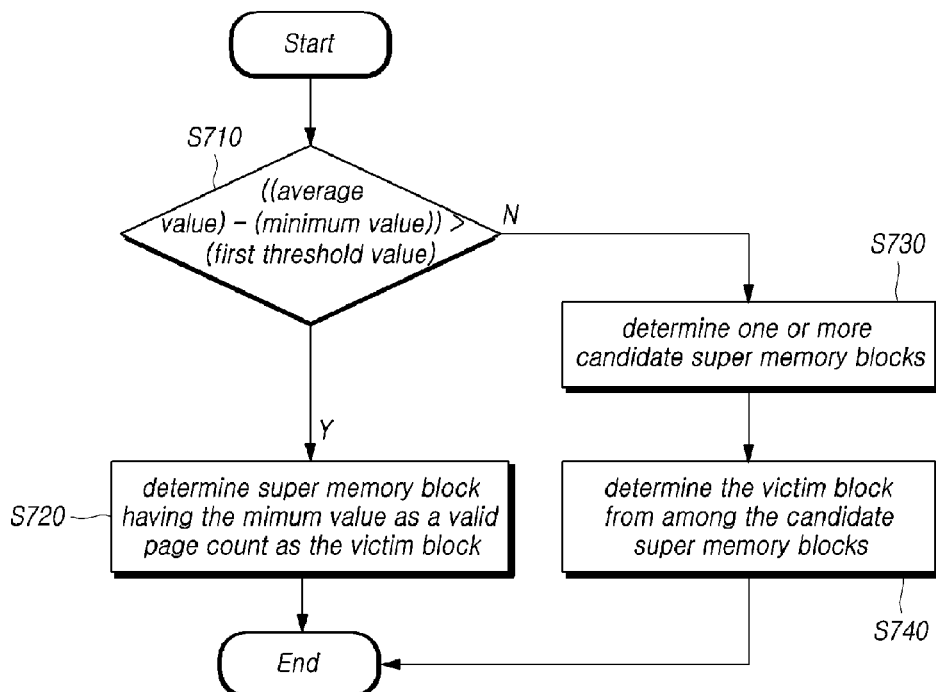 Start
S710
((average
value) – (minimum value)) >
(first threshold value)
N
S730
determine one or more
candidate super memory blocks
Y
S720
determine super memory block
having the mimum value as a valid
page count as the victim block
determine the victim block
from among the candidate
super memory blocks
S740
End